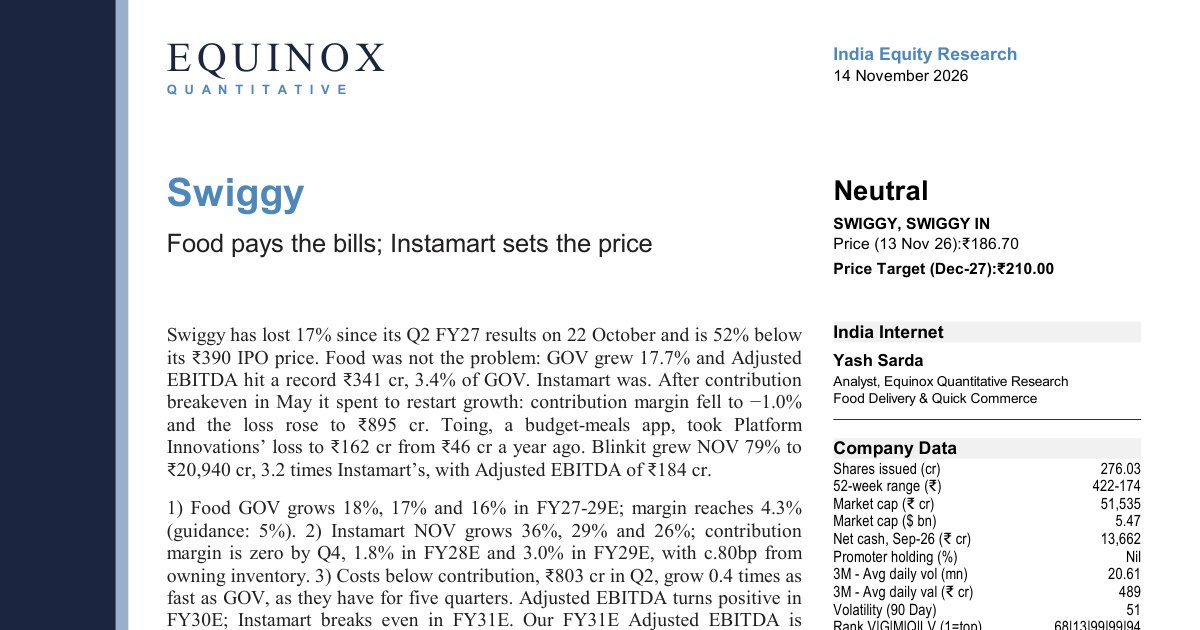 EQUINOX
QUANTITATIVE
India Equity Research
14 November 2026
Swiggy
Food pays the bills; Instamart sets the price
Neutral
SWIGGY, SWIGGY IN
Price (13 Nov 26):₹186.70
Price Target (Dec-27):₹210.00
Swiggy has lost 17% since its Q2 FY27 results on 22 October and is 52% below
its ₹390 IPO price. Food was not the problem: GOV grew 17.7% and Adjusted
EBITDA hit a record ₹341 cr, 3.4% of GOV. Instamart was. After contribution
breakeven in May it spent to restart growth: contribution margin fell to −1.0%
and the loss rose to ₹895 cr. Toing, a budget-meals app, took Platform
Innovations’ loss to ₹162 cr from ₹46 cr a year ago. Blinkit grew NOV 79% to
₹20,940 cr, 3.2 times Instamart’s, with Adjusted EBITDA of ₹184 cr.
1) Food GOV grows 18%, 17% and 16% in FY27-29E; margin reaches 4.3%
(guidance: 5%). 2) Instamart NOV grows 36%, 29% and 26%; contribution
margin is zero by Q4, 1.8% in FY28E and 3.0% in FY29E, with c.80bp from
owning inventory. 3) Costs below contribution, ₹803 cr in Q2, grow 0.4 times as
fast as GOV, as they have for five quarters. Adjusted EBITDA turns positive in
FY30E; Instamart breaks even in FY31E. Our FY31E Adjusted EBITDA is
India Internet
Yash Sarda
Analyst, Equinox Quantitative Research
Food Delivery & Quick Commerce
Company Data
Shares issued (cr) 276.03
52-week range (₹) 422-174
Market cap (₹ cr) 51,535
Market cap ($ bn) 5.47
Net cash, Sep-26 (₹ cr) 13,662
Promoter holding (%) Nil
3M - Avg daily vol (mn) 20.61
3M - Avg daily vol (₹ cr) 489
Volatility (90 Day) 51
Rank V|G|M|Q|LV (1=top) 68|13|99|99|94